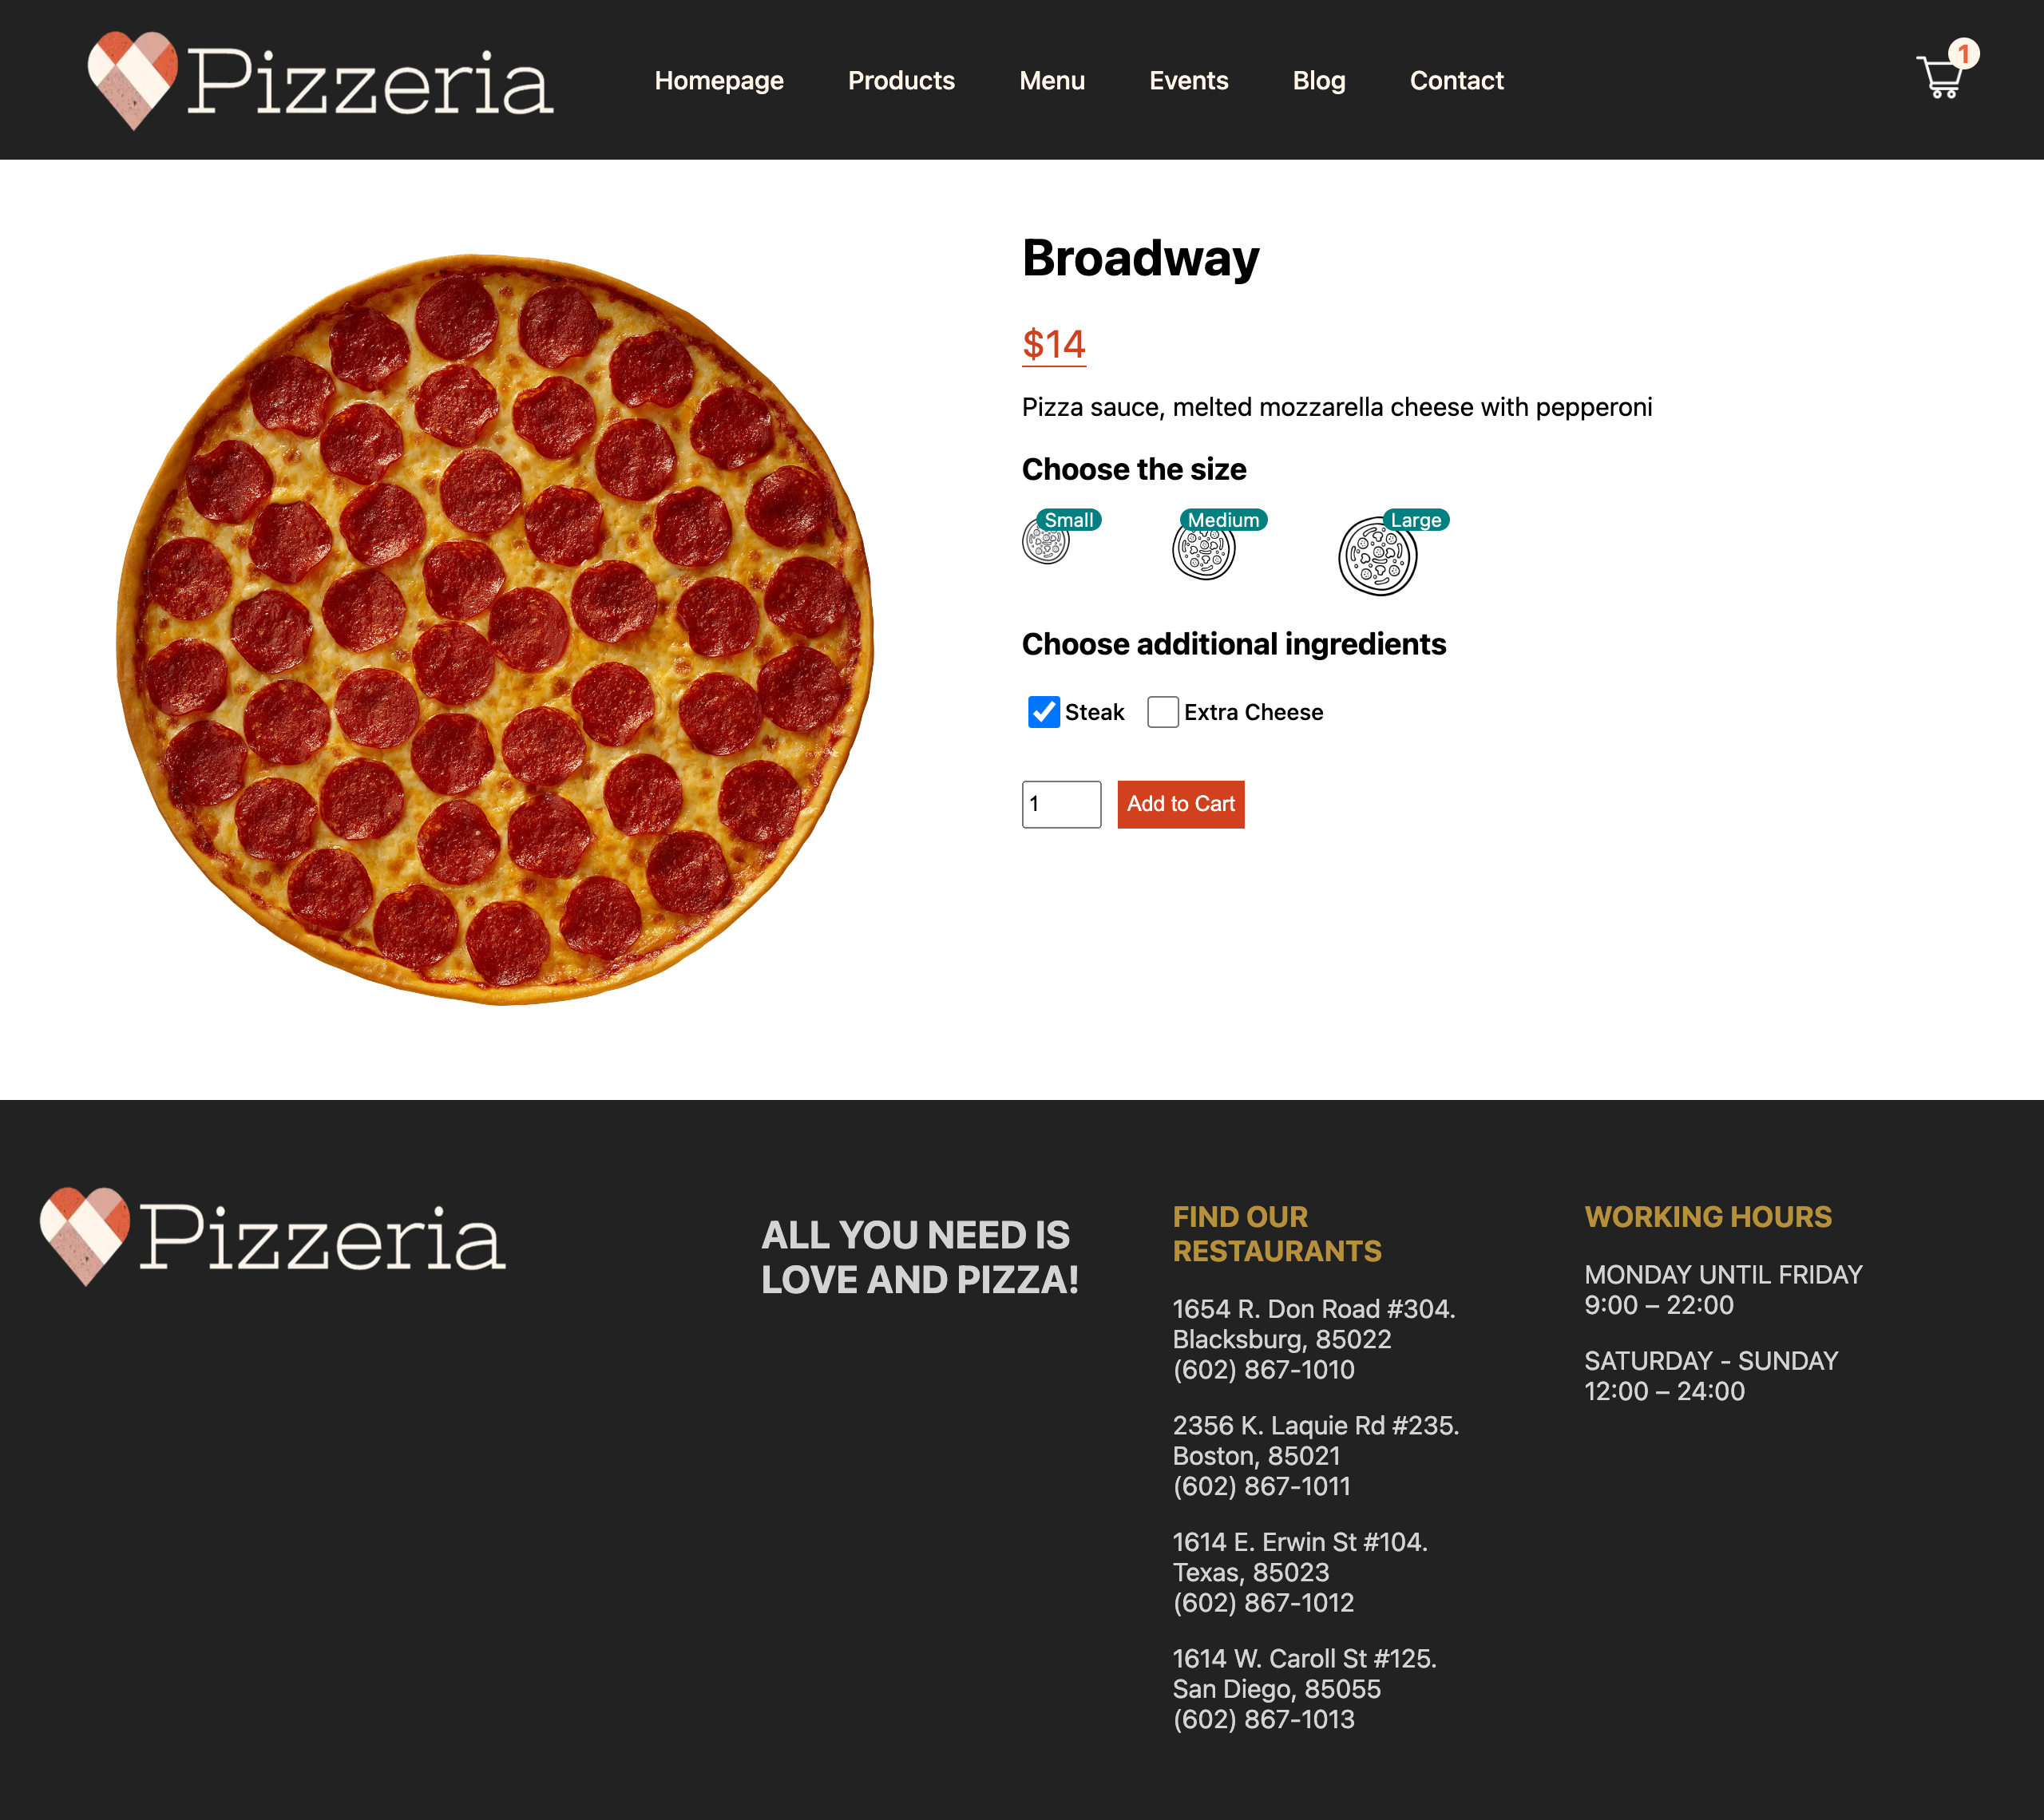 Pizzeria
Homepage Products Menu Events Blog Contact
1
Broadway
$14
Pizza sauce, melted mozzarella cheese with pepperoni
Choose the size
Small Medium Large
Choose additional ingredients
Steak Extra Cheese
1 Add to Cart
Pizzeria
ALL YOU NEED IS
LOVE AND PIZZA!
FIND OUR
RESTAURANTS
1654 R. Don Road #304.
Blacksburg, 85022
(602) 867-1010
2356 K. Laquie Rd #235.
Boston, 85021
(602) 867-1011
1614 E. Erwin St #104.
Texas, 85023
(602) 867-1012
1614 W. Caroll St #125.
San Diego, 85055
(602) 867-1013
WORKING HOURS
MONDAY UNTIL FRIDAY
9:00 – 22:00
SATURDAY - SUNDAY
12:00 – 24:00